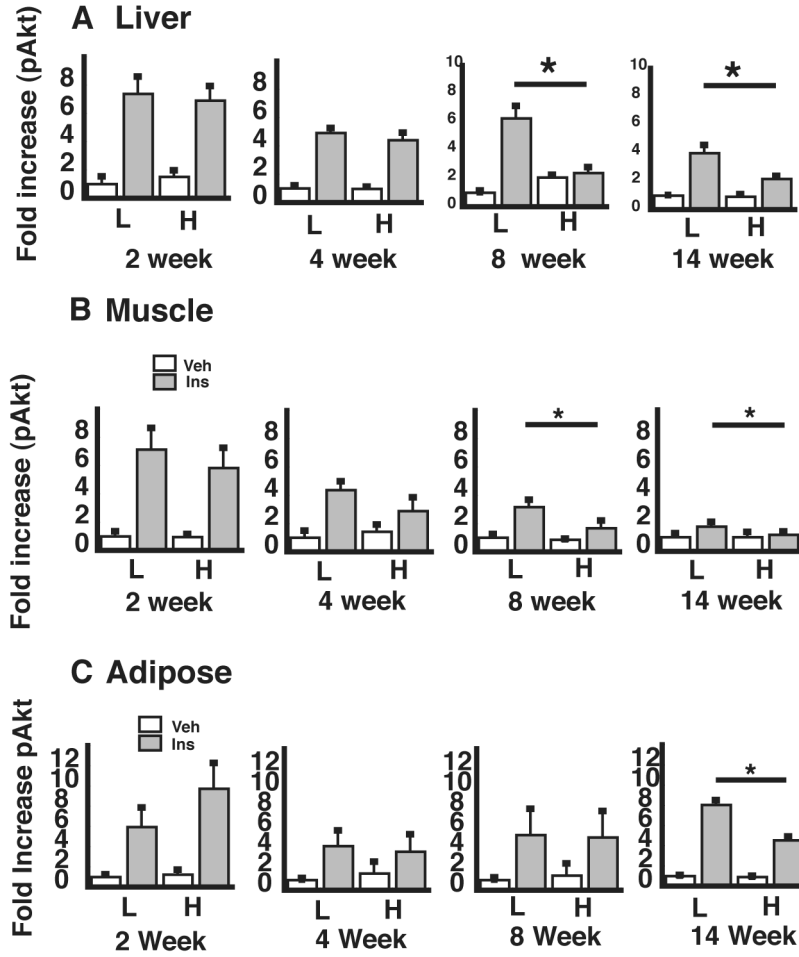 A Liver
Fold increase (pAkt)
8
6
4
2
0
L H
2 week
8
6
4
2
0
L H
4 week
10
8
6
4
2
0
*
L H
8 week
10
8
6
4
2
0
*
L H
14 week
B Muscle
Veh
Ins
Fold increase (pAkt)
8
6
4
2
0
L H
2 week
8
6
4
2
0
L H
4 week
8
6
4
2
0
*
L H
8 week
8
6
4
2
0
*
L H
14 week
C Adipose
Veh
Ins
Fold Increase pAkt
12
10
8
6
4
2
0
L H
2 Week
12
10
8
6
4
2
0
L H
4 Week
12
10
8
6
4
2
0
L H
8 Week
12
10
8
6
4
2
0
*
L H
14 Week